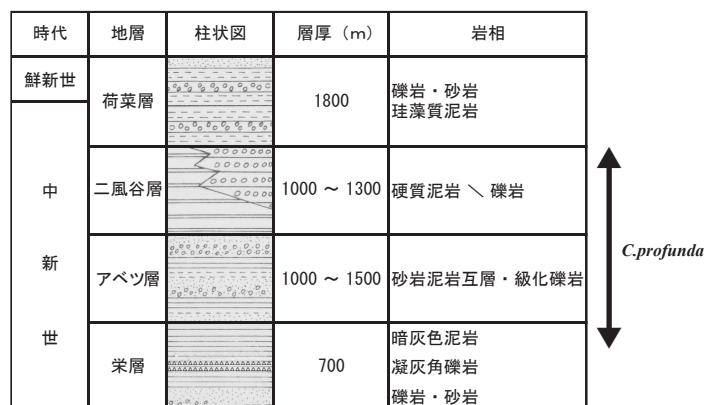 時代 地層 柱状図 層厚（m） 岩相
鮮新世 荷菜層 1800 礫岩・砂岩
珪藻質泥岩
中新世
二風谷層 1000 ～ 1300 硬質泥岩 ＼ 礫岩
アベツ層 1000 ～ 1500 砂岩泥岩互層・級化礫岩
C.profunda
栄層 700 暗灰色泥岩
凝灰角礫岩
礫岩・砂岩